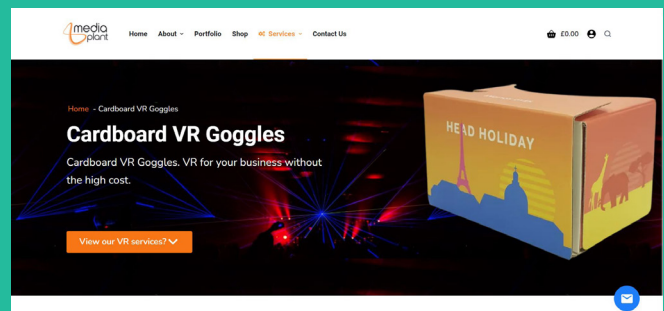 media
plant
Home About Portfolio Shop Services Contact Us £0.00
Home - Cardboard VR Goggles
Cardboard VR Goggles
Cardboard VR Goggles. VR for your business without
the high cost.
View our VR services?
HEAD HOLIDAY